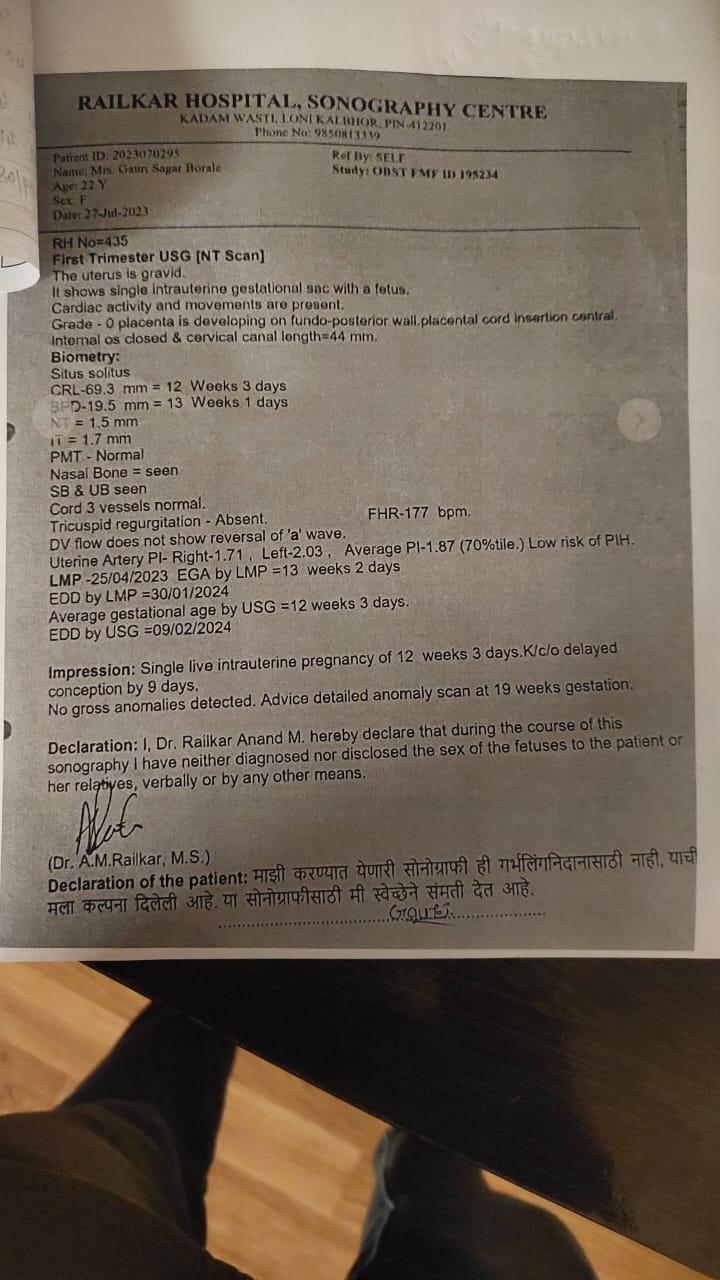 RAILKAR HOSPITAL, SONOGRAPHY CENTRE
KADAM WASTI, LONI KALBHOR, PIN-412201
Phone No: 9850813339
Patient ID: 2023070295
Ref By: SELF
Name: Mrs. Gauri Sagar Borale
Study: OBST FMF ID 195234
Age: 22 Y
Sex: F
Date: 27-Jul-2023
RH No=435
First Trimester USG [NT Scan]
The uterus is gravid.
It shows single intrauterine gestational sac with a fetus.
Cardiac activity and movements are present.
Grade - 0 placenta is developing on fundo-posterior wall.placental cord insertion central.
Internal os closed & cervical canal length=44 mm.
Biometry:
Situs solitus
CRL-69.3 mm = 12 Weeks 3 days
BPD-19.5 mm = 13 Weeks 1 days
NT = 1.5 mm
IT = 1.7 mm
PMT - Normal
Nasal Bone = seen
SB & UB seen
Cord 3 vessels normal.
Tricuspid regurgitation - Absent. FHR-177 bpm.
DV flow does not show reversal of 'a' wave.
Uterine Artery PI- Right-1.71 , Left-2.03 , Average PI-1.87 (70%tile.) Low risk of PIH.
LMP -25/04/2023 EGA by LMP =13 weeks 2 days
EDD by LMP =30/01/2024
Average gestational age by USG =12 weeks 3 days.
EDD by USG =09/02/2024
Impression: Single live intrauterine pregnancy of 12 weeks 3 days.K/c/o delayed
conception by 9 days.
No gross anomalies detected. Advice detailed anomaly scan at 19 weeks gestation.
Declaration: I, Dr. Railkar Anand M. hereby declare that during the course of this
sonography I have neither diagnosed nor disclosed the sex of the fetuses to the patient or
her relatives, verbally or by any other means.
(Dr. A.M.Railkar, M.S.)
Declaration of the patient: माझी करण्यात येणारी सोनोग्राफी ही गर्भलिंगनिदानासाठी नाही, याची
मला कल्पना दिलेली आहे. या सोनोग्राफीसाठी मी स्वेच्छेने संमती देत आहे.